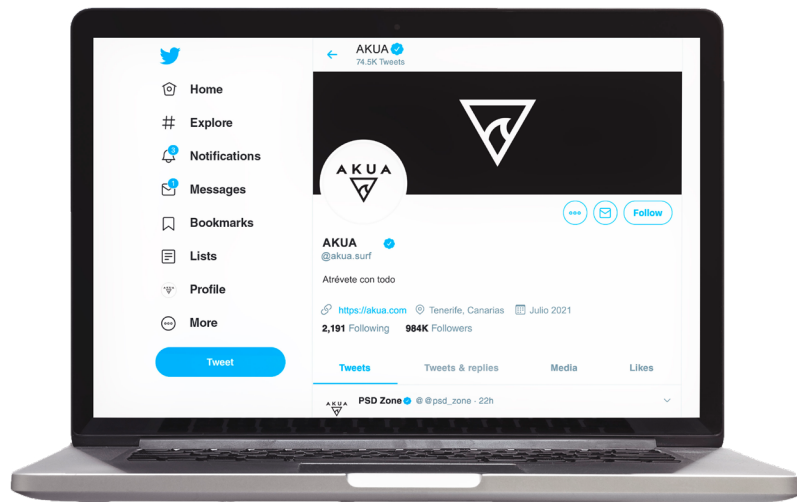 Home
Explore
3
Notifications
1
Messages
Bookmarks
Lists
Profile
More
Tweet
AKUA
74.5K Tweets
AKUA
Follow
AKUA
@akua.surf
Atrévete con todo
https://akua.com Tenerife, Canarias Julio 2021
2,191 Following 984K Followers
Tweets Tweets & replies Media Likes
AKUA
PSD Zone @@psd_zone · 22h